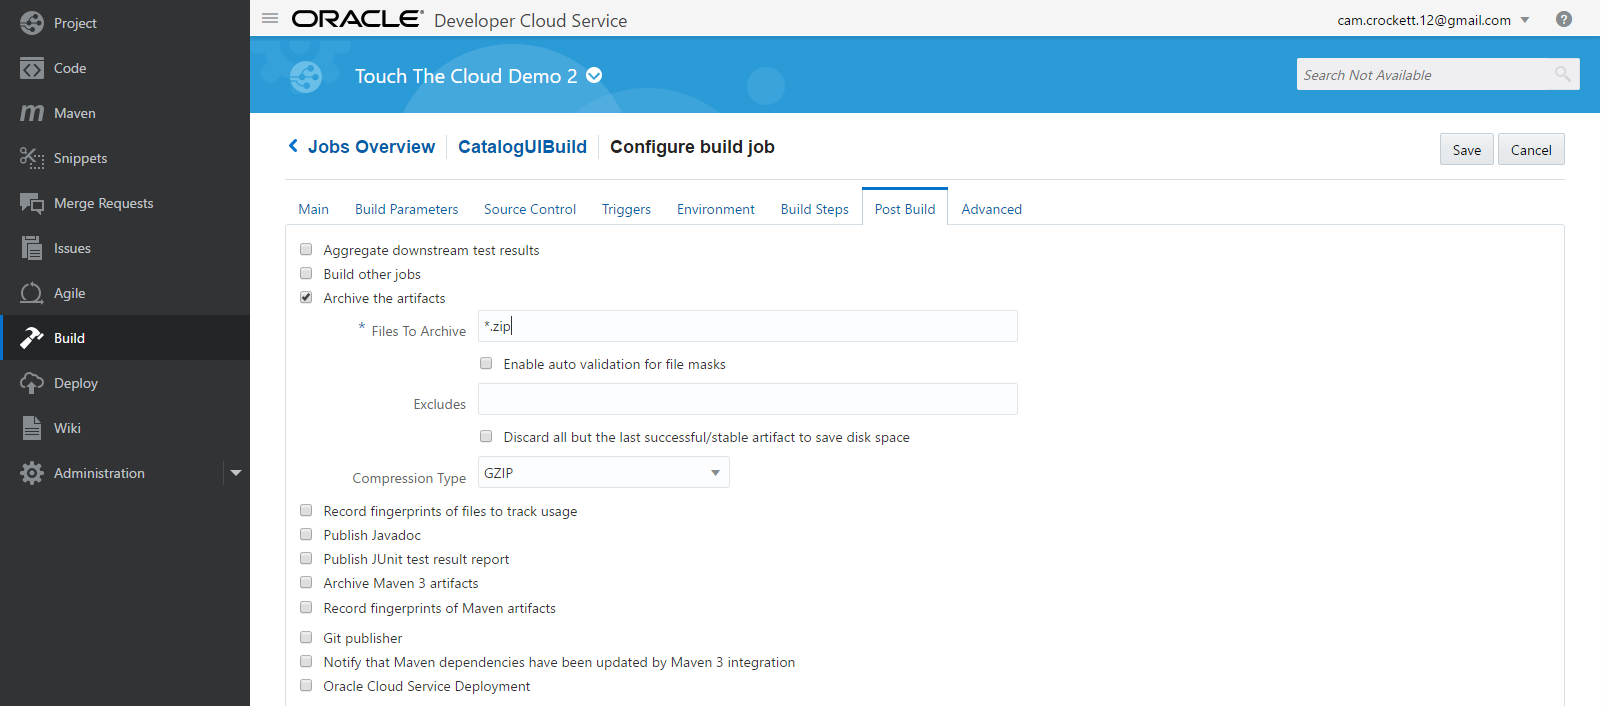 Project
Code
Maven
Snippets
Merge Requests
Issues
Agile
Build
Deploy
Wiki
Administration
ORACLE® Developer Cloud Service
cam.crockett.12@gmail.com
?
Touch The Cloud Demo 2
Search Not Available
Jobs Overview CatalogUIBuild Configure build job
Save Cancel
Main Build Parameters Source Control Triggers Environment Build Steps Post Build Advanced
Aggregate downstream test results
Build other jobs
Archive the artifacts
* Files To Archive *.zip
Enable auto validation for file masks
Excludes
Discard all but the last successful/stable artifact to save disk space
Compression Type GZIP
Record fingerprints of files to track usage
Publish Javadoc
Publish JUnit test result report
Archive Maven 3 artifacts
Record fingerprints of Maven artifacts
Git publisher
Notify that Maven dependencies have been updated by Maven 3 integration
Oracle Cloud Service Deployment